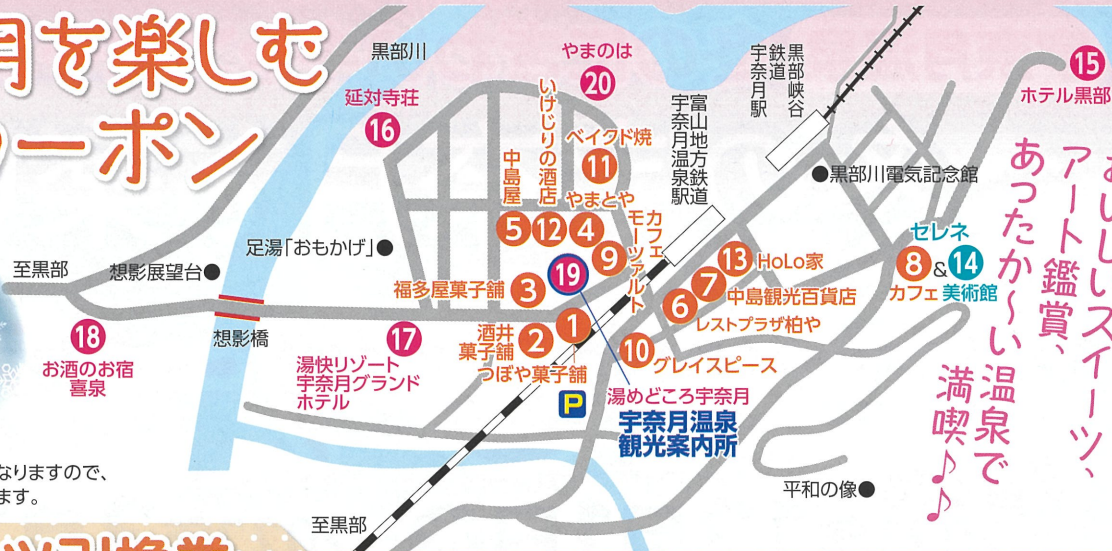 月を楽しむ
ーポン
黒部川
延対寺荘
16
やまのは
20
いけじりの酒店
ベイクド焼
11
中島屋
やまとや
5
12
4
カフェ
モーツァルト
9
富山地方鉄道
宇奈月温泉駅
黒部峡谷
鉄道
宇奈月駅
15
ホテル黒部
●黒部川電気記念館
おいしいスイーツ、
アート鑑賞、
あったか〜い温泉で
満喫♪♪
足湯「おもかげ」●
至黒部
想影展望台●
福多屋菓子舗
3
19
13
HoLo家
7
中島観光百貨店
6
レストプラザ柏や
セレネ
8
&
14
カフェ
美術館
想影橋
18
お酒のお宿
喜泉
17
湯快リゾート
宇奈月グランド
ホテル
酒井
菓子舗
2
1
つぼや菓子舗
10
グレイスピース
P
湯めどころ宇奈月
宇奈月温泉
観光案内所
平和の像●
なりますので、
ます。
至黒部